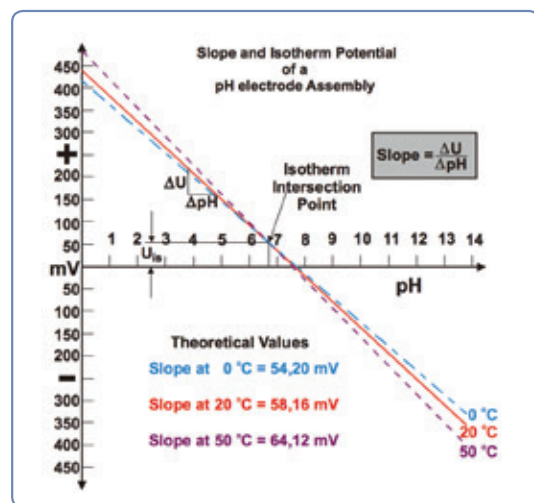 Slope and Isotherm Potential
of a
pH electrode Assembly
450
400
350
300
250
200
150
100
50
mV
50
100
150
200
250
300
350
400
450
+
-
Slope = ΔU
ΔpH
Isotherm
Intersection
Point
ΔU
ΔpH
1 2 3 4 5 6 7 8 9 10 11 12 13 14
Uis
pH
Theoretical Values
Slope at 0 °C = 54,20 mV
Slope at 20 °C = 58,16 mV
Slope at 50 °C = 64,12 mV
0 °C
20 °C
50 °C